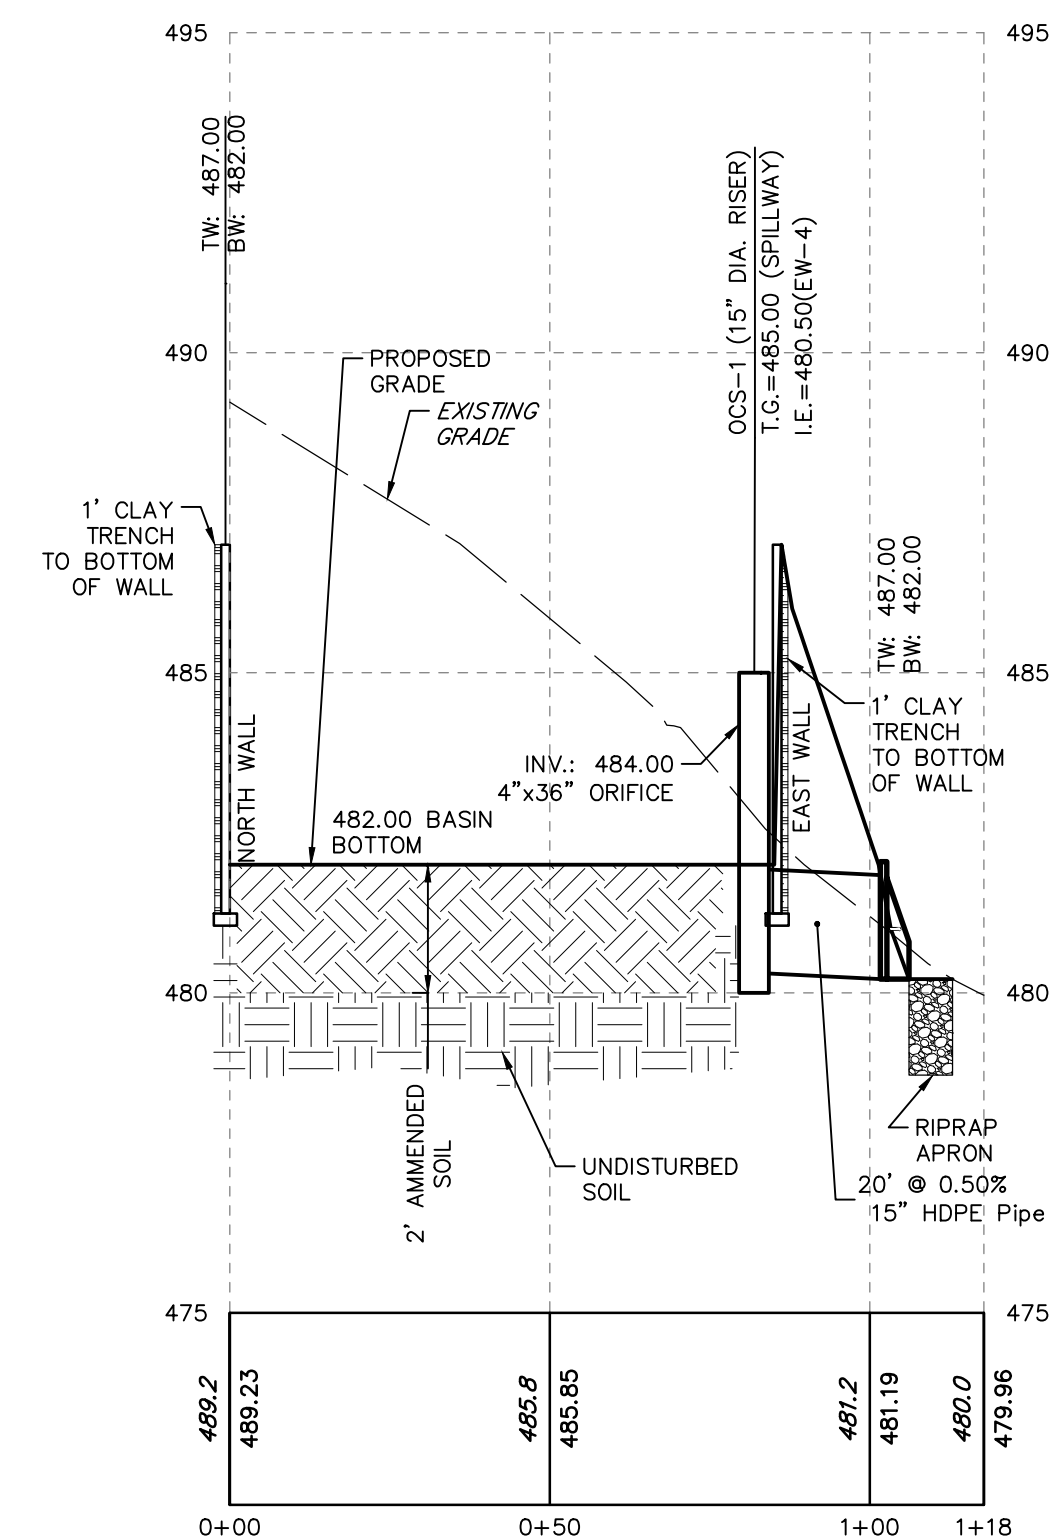 495
495
TW: 487.00
BW: 482.00
OCS-1 (15" DIA. RISER)
T.G.=485.00 (SPILLWAY)
I.E.=480.50(EW-4)
490
490
PROPOSED
GRADE
EXISTING
GRADE
1' CLAY
TRENCH
TO BOTTOM
OF WALL
TW: 487.00
BW: 482.00
485
485
NORTH WALL
INV.: 484.00
4"x36" ORIFICE
EAST WALL
1' CLAY
TRENCH
TO BOTTOM
OF WALL
482.00 BASIN
BOTTOM
480
480
2' AMMENDED
SOIL
UNDISTURBED
SOIL
RIPRAP
APRON
20' @ 0.50%
15" HDPE Pipe
475
475
489.2
489.23
485.8
485.85
481.2
481.19
480.0
479.96
0+00
0+50
1+00
1+18